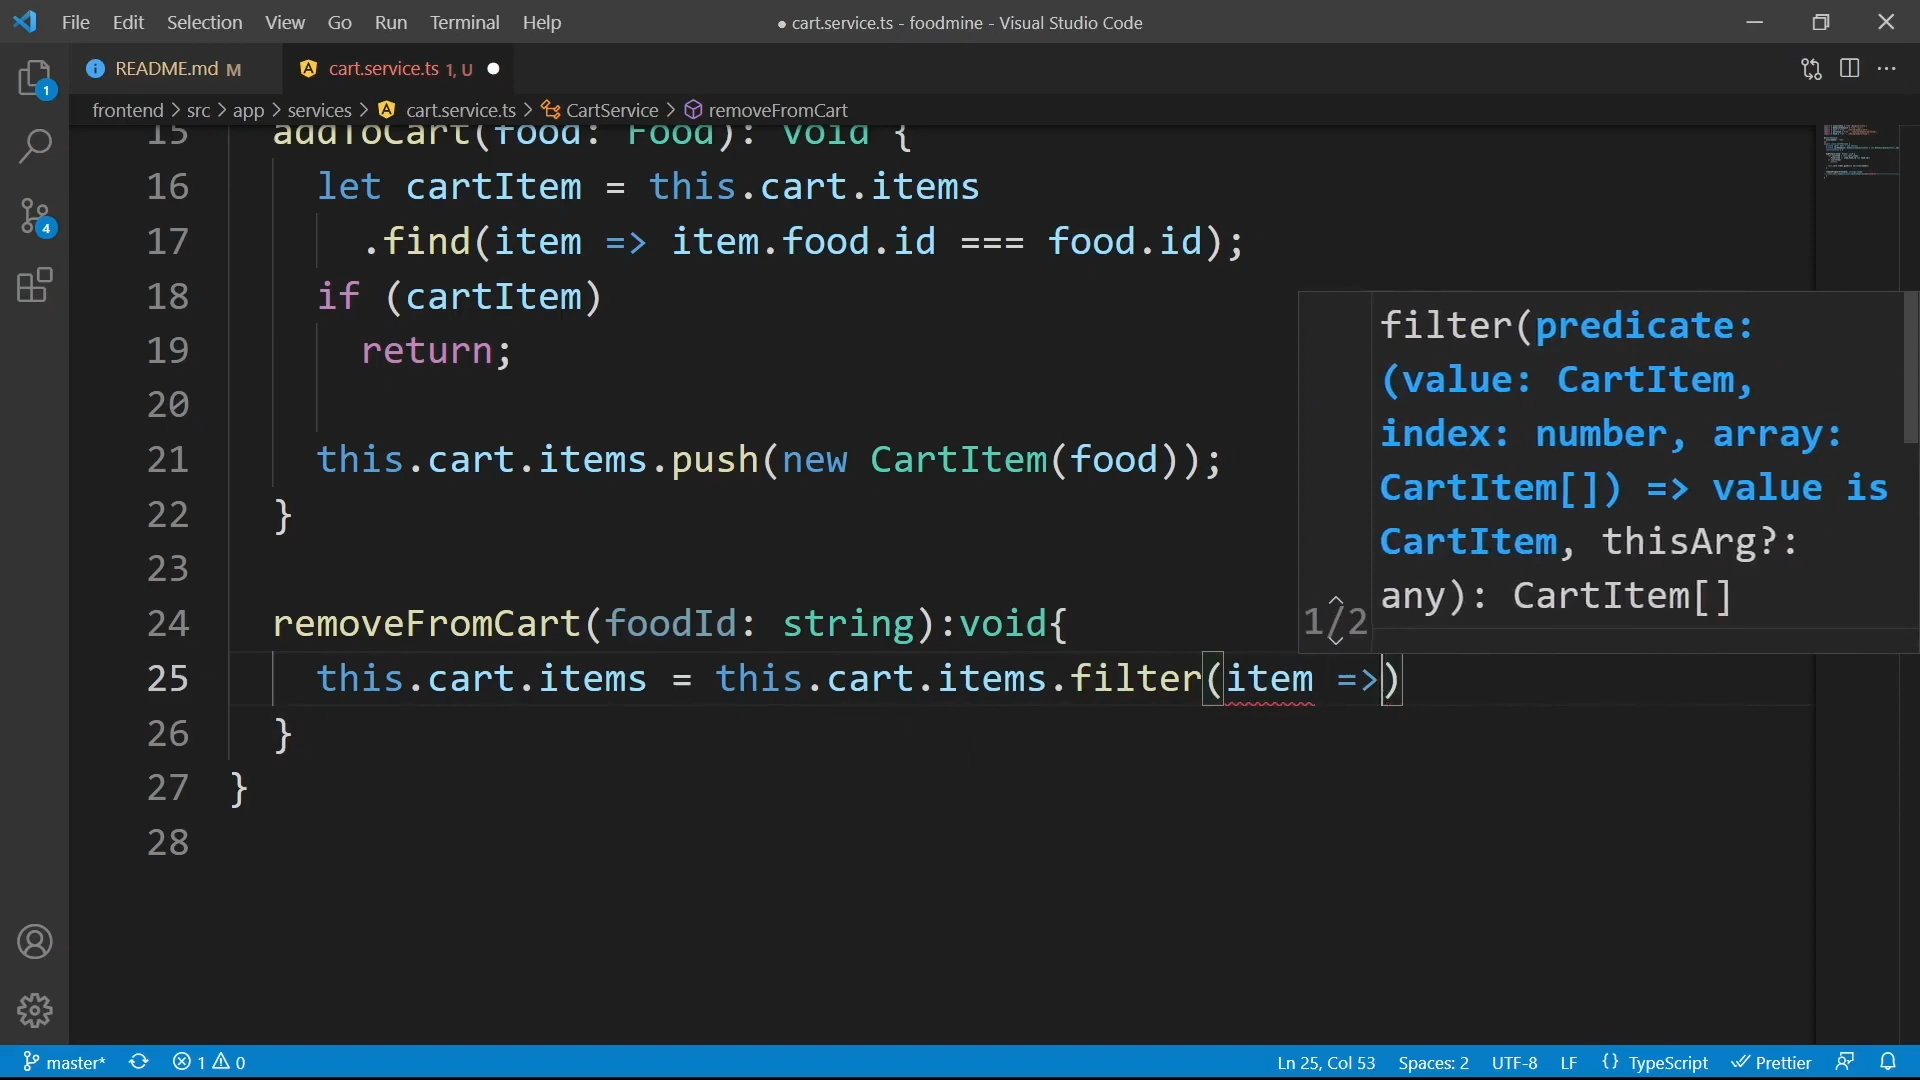 File Edit Selection View Go Run Terminal Help
● cart.service.ts - foodmine - Visual Studio Code
README.md M
cart.service.ts 1, U ●
frontend > src > app > services > cart.service.ts > CartService > removeFromCart
15 addToCart(food: Food): void {
16 let cartItem = this.cart.items
17 .find(item => item.food.id === food.id);
18 if (cartItem)
19 return;
20
21 this.cart.items.push(new CartItem(food));
22 }
23
24 removeFromCart(foodId: string):void{
25 this.cart.items = this.cart.items.filter(item =>)
26 }
27 }
28
filter(predicate:
(value: CartItem,
index: number, array:
CartItem[]) => value is
CartItem, thisArg?:
any): CartItem[]
1/2
1
4
master* 1 0 Ln 25, Col 53 Spaces: 2 UTF-8 LF {} TypeScript Prettier